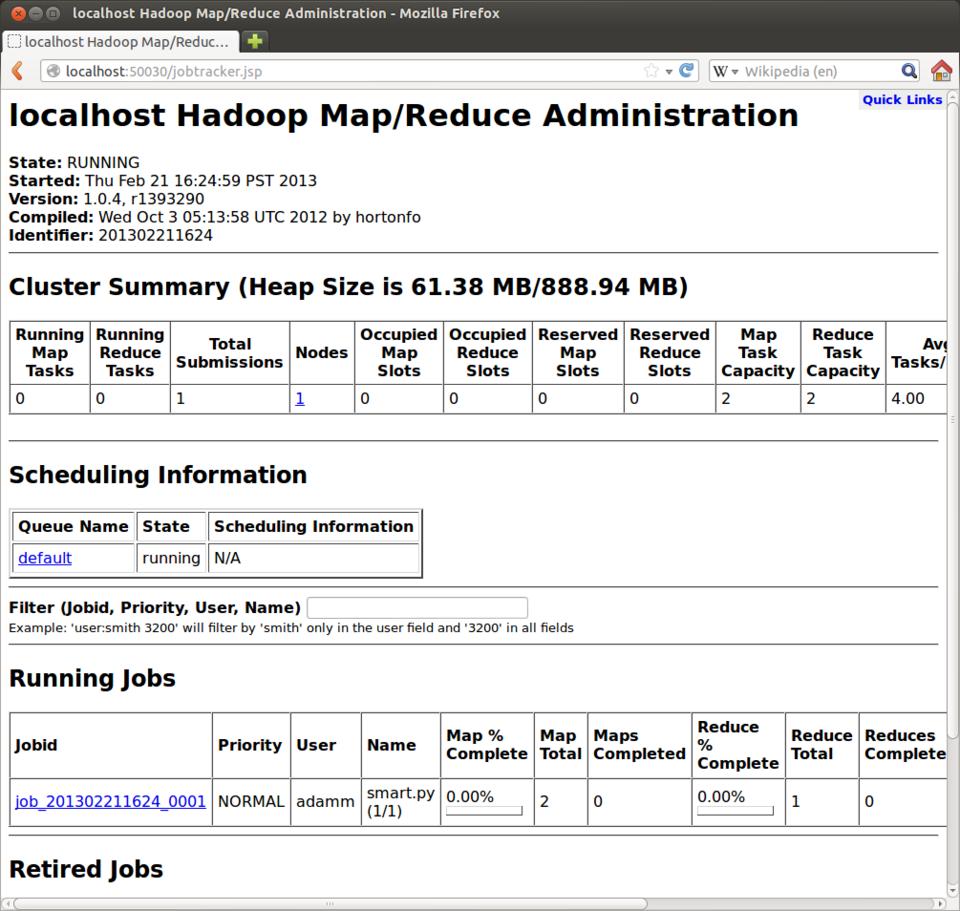 localhost Hadoop Map/Reduce Administration - Mozilla Firefox
localhost Hadoop Map/Reduc...
localhost:50030/jobtracker.jsp
W
Wikipedia (en)
Quick Links
localhost Hadoop Map/Reduce Administration
State: RUNNING
Started: Thu Feb 21 16:24:59 PST 2013
Version: 1.0.4, r1393290
Compiled: Wed Oct 3 05:13:58 UTC 2012 by hortonfo
Identifier: 201302211624
Cluster Summary (Heap Size is 61.38 MB/888.94 MB)
Running Map Tasks Running Reduce Tasks Total Submissions Nodes Occupied Map Slots Occupied Reduce Slots Reserved Map Slots Reserved Reduce Slots Map Task Capacity Reduce Task Capacity Avg Tasks/
0 0 1 1 0 0 0 0 2 2 4.00
Scheduling Information
Queue Name State Scheduling Information
default running N/A
Filter (Jobid, Priority, User, Name)
Example: 'user:smith 3200' will filter by 'smith' only in the user field and '3200' in all fields
Running Jobs
Jobid Priority User Name Map % Complete Map Total Maps Completed Reduce % Complete Reduce Total Reduces Complete
job_201302211624_0001 NORMAL adamm smart.py (1/1) 0.00% 2 0 0.00% 1 0
Retired Jobs